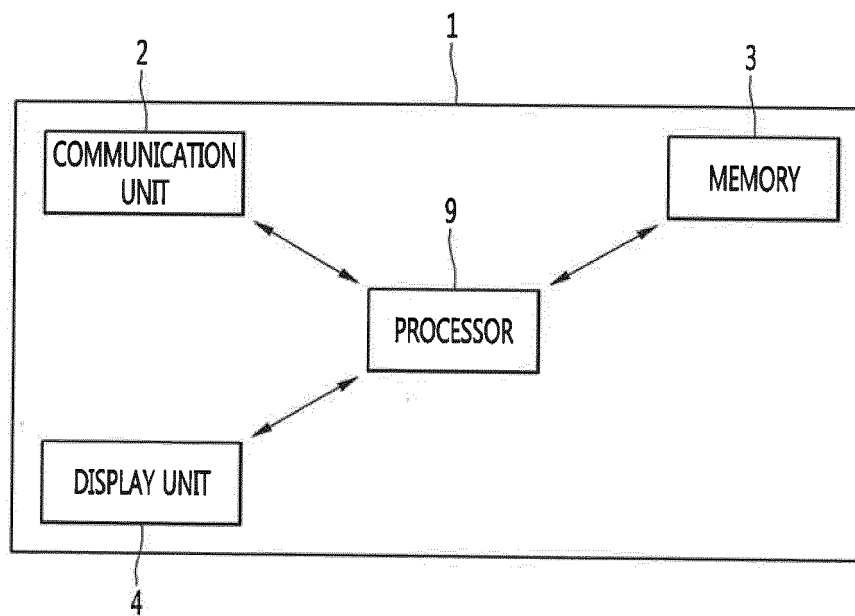 1
2
3
COMMUNICATION
UNIT
MEMORY
9
PROCESSOR
DISPLAY UNIT
4